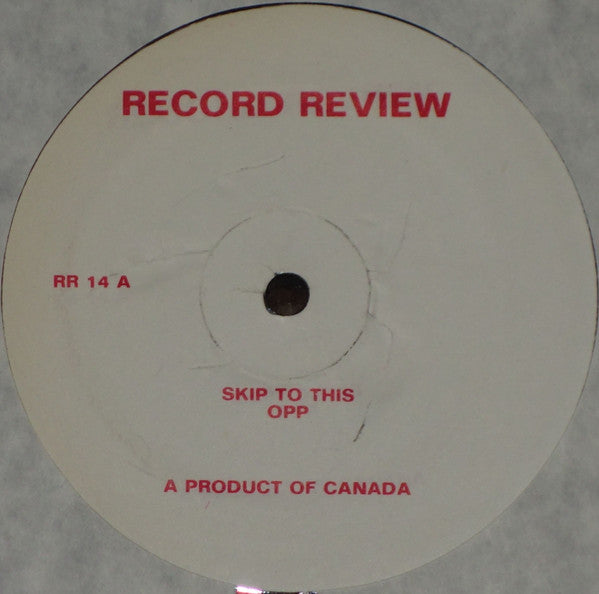 RECORD REVIEW
RR 14 A
SKIP TO THIS
OPP
A PRODUCT OF CANADA